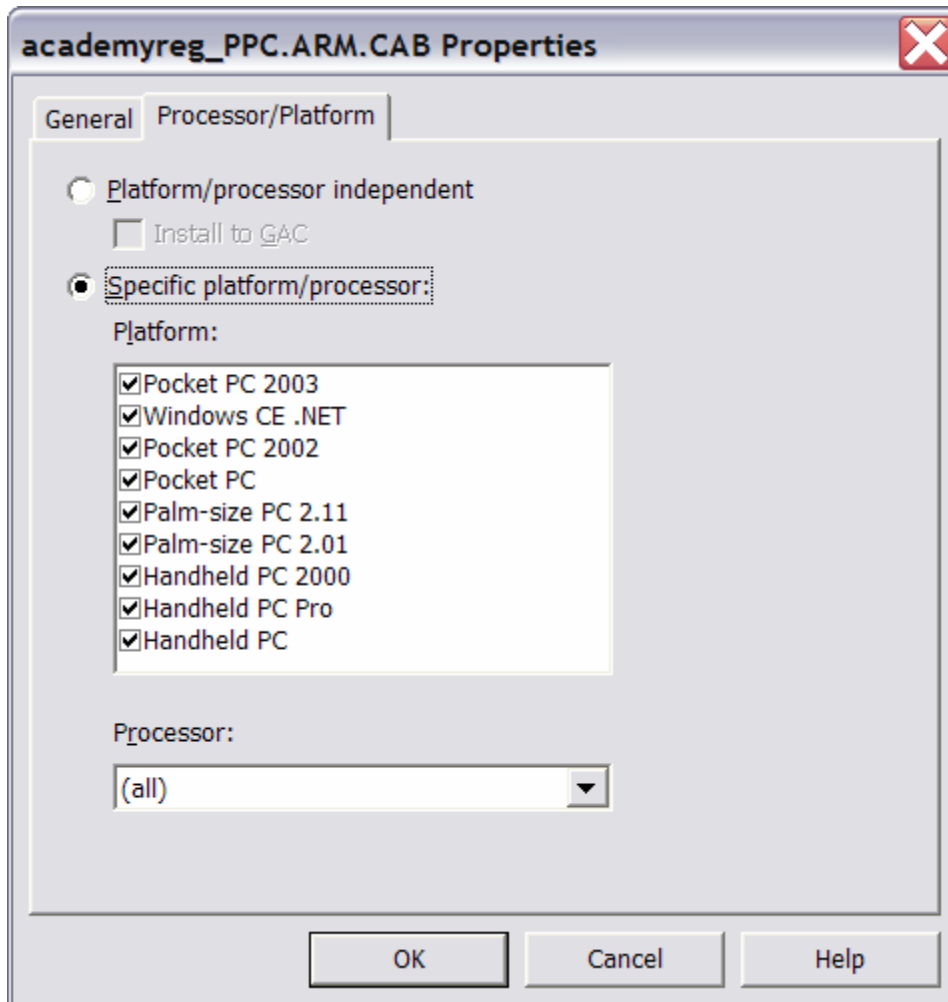 academyreg_PPC.ARM.CAB Properties
General Processor/Platform
Platform/processor independent
Install to GAC
Specific platform/processor:
Platform:
Pocket PC 2003
Windows CE .NET
Pocket PC 2002
Pocket PC
Palm-size PC 2.11
Palm-size PC 2.01
Handheld PC 2000
Handheld PC Pro
Handheld PC
Processor:
(all)
OK Cancel Help